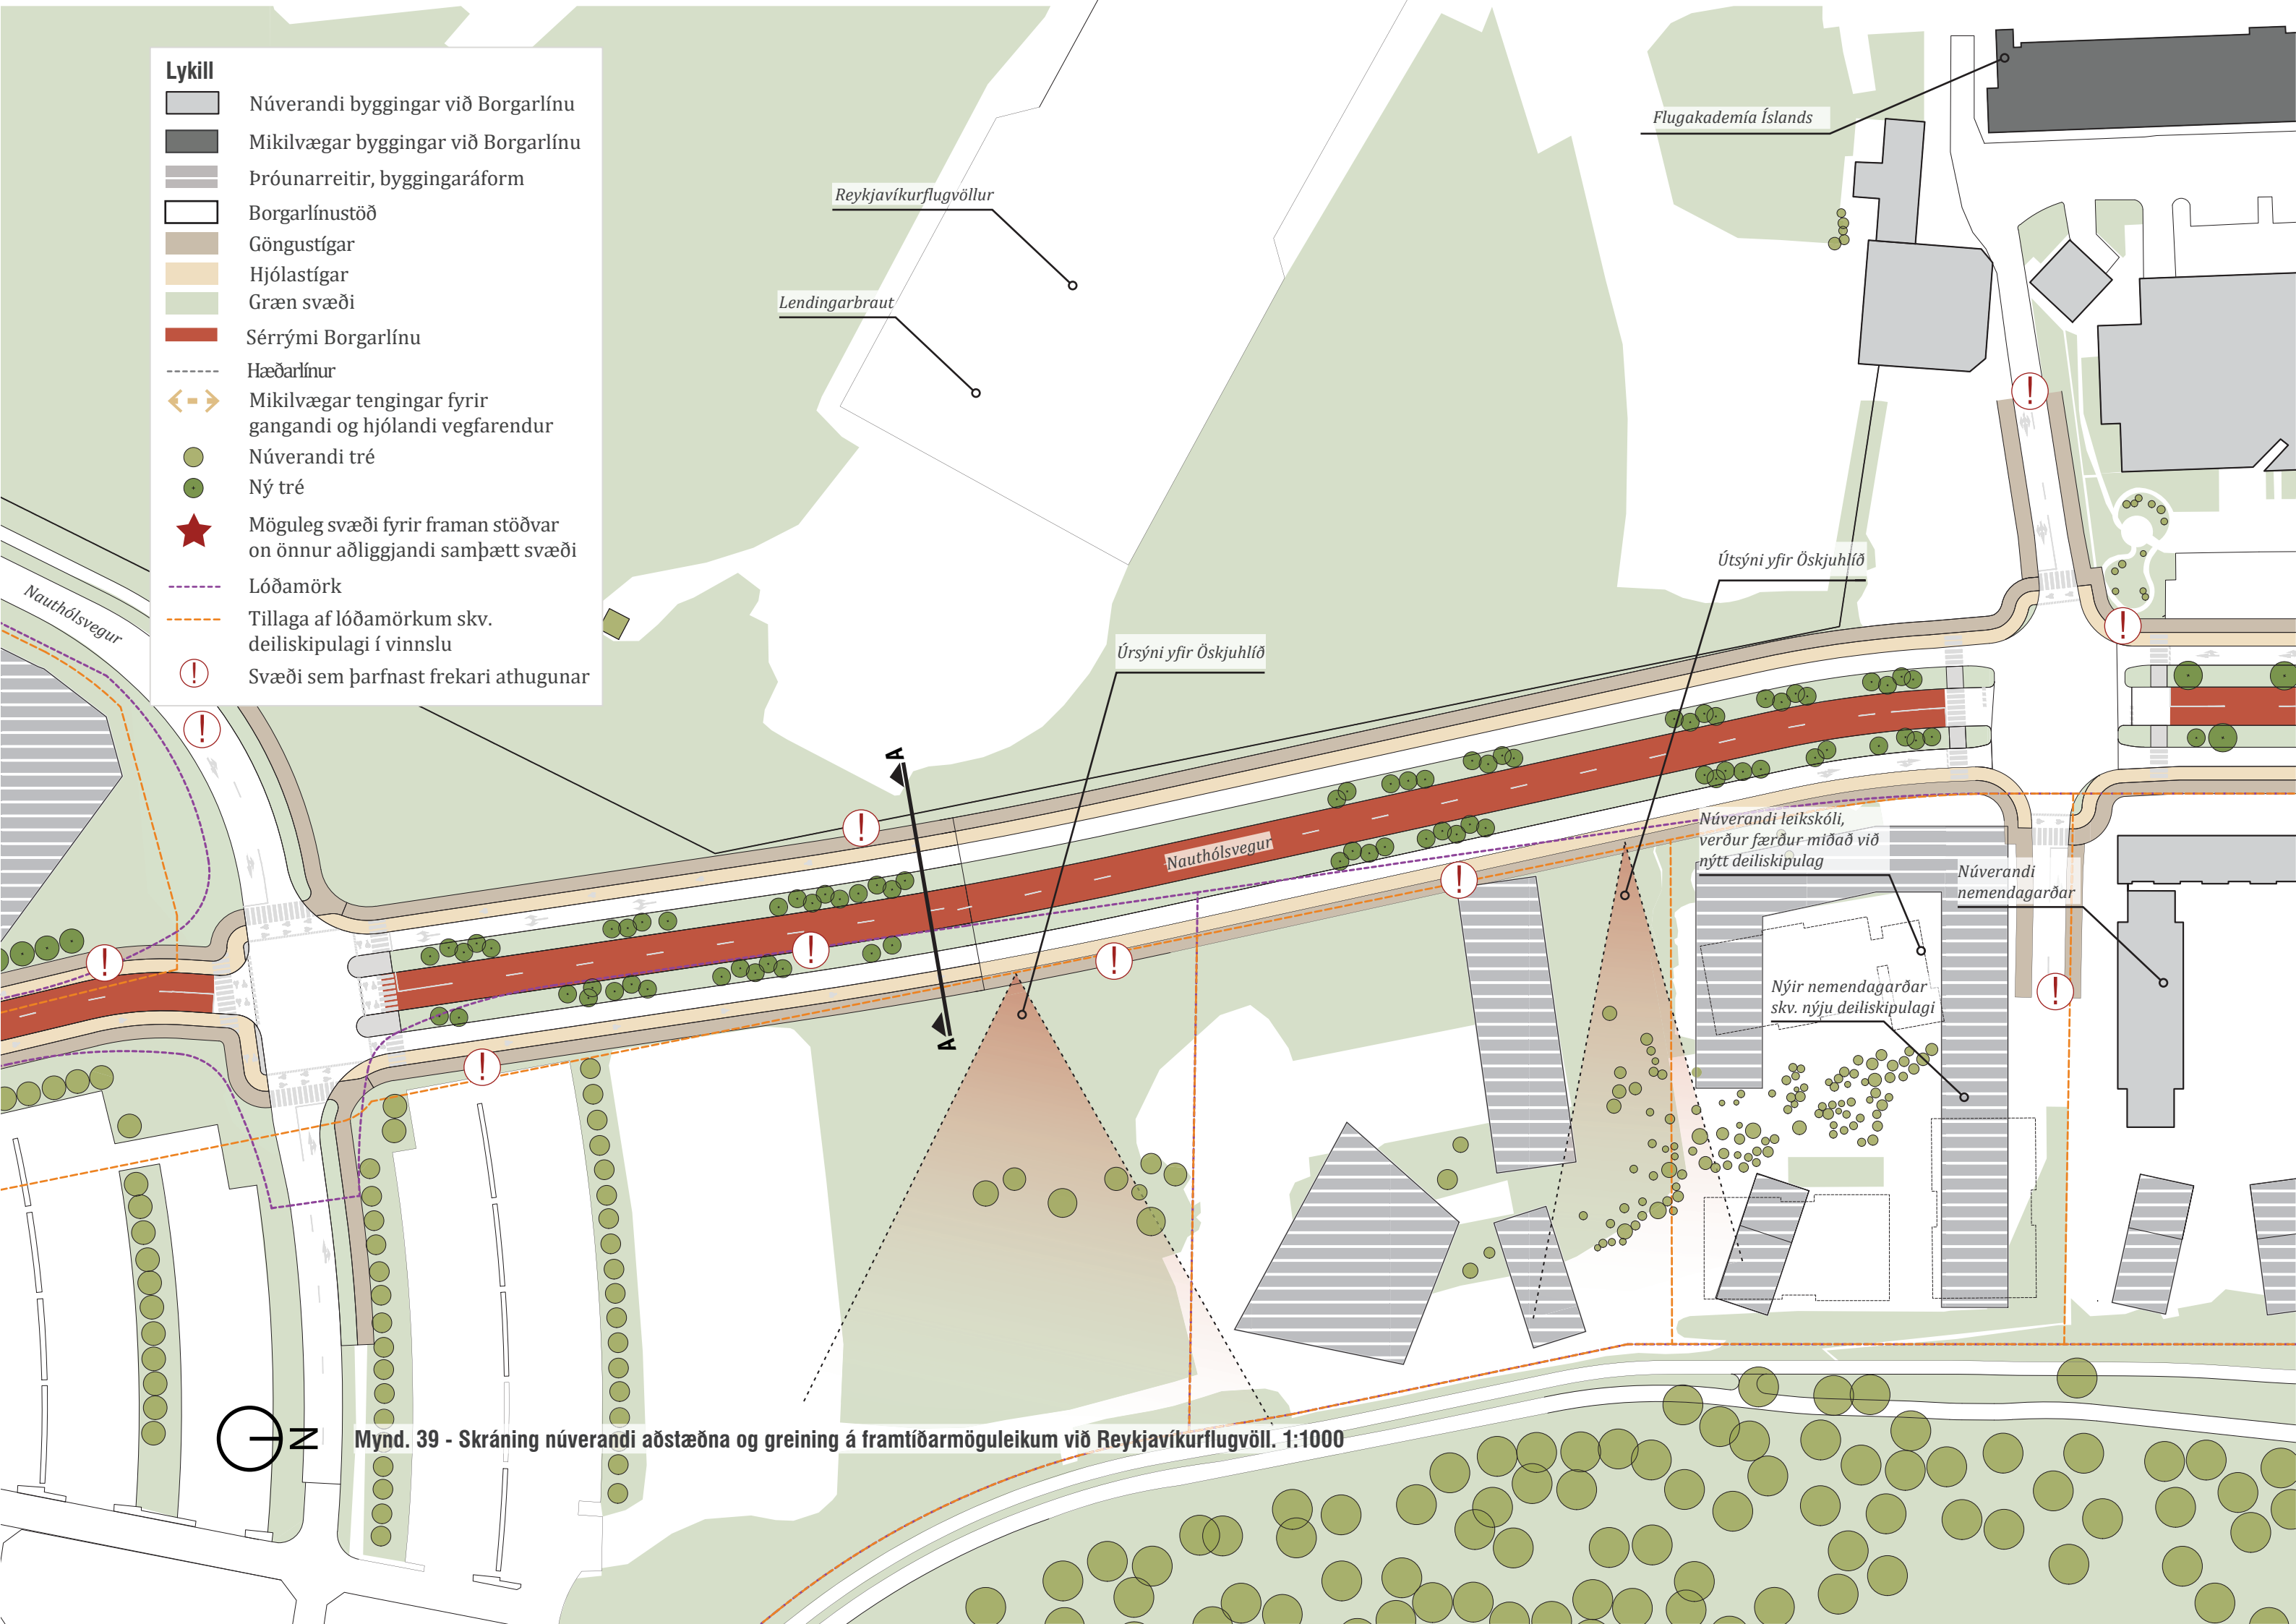 Lykill
Núverandi byggingar við Borgarlínu
Mikilvægar byggingar við Borgarlínu
Þróunarreitir, byggingaráform
Borgarlínustöð
Göngustígar
Hjólastígar
Græn svæði
Sérrými Borgarlínu
Hæðarlínur
Mikilvægar tengingar fyrir
gangandi og hjólandi vegfarendur
Núverandi tré
Ný tré
Möguleg svæði fyrir framan stöðvar
on önnur aðliggjandi samþætt svæði
Lóðamörk
Tillaga af lóðamörkum skv.
deiliskipulagi í vinnslu
! Svæði sem þarfnast frekari athugunar
Flugakademía Íslands
Reykjavíkurflugvöllur
Lendingarbraut
Útsýni yfir Öskjuhlíð
Nauthólsvegur
Úrsýni yfir Öskjuhlíð
A
Nauthólsvegur
Núverandi leikskóli,
verður færður miðað við
nýtt deiliskipulag
Núverandi
nemendagarðar
Nýir nemendagarðar
skv. nýju deiliskipulagi
A
!
!
!
!
!
!
!
!
!
!
N
Mynd. 39 - Skráning núverandi aðstæðna og greining á framtíðarmöguleikum við Reykjavíkurflugvöll. 1:1000